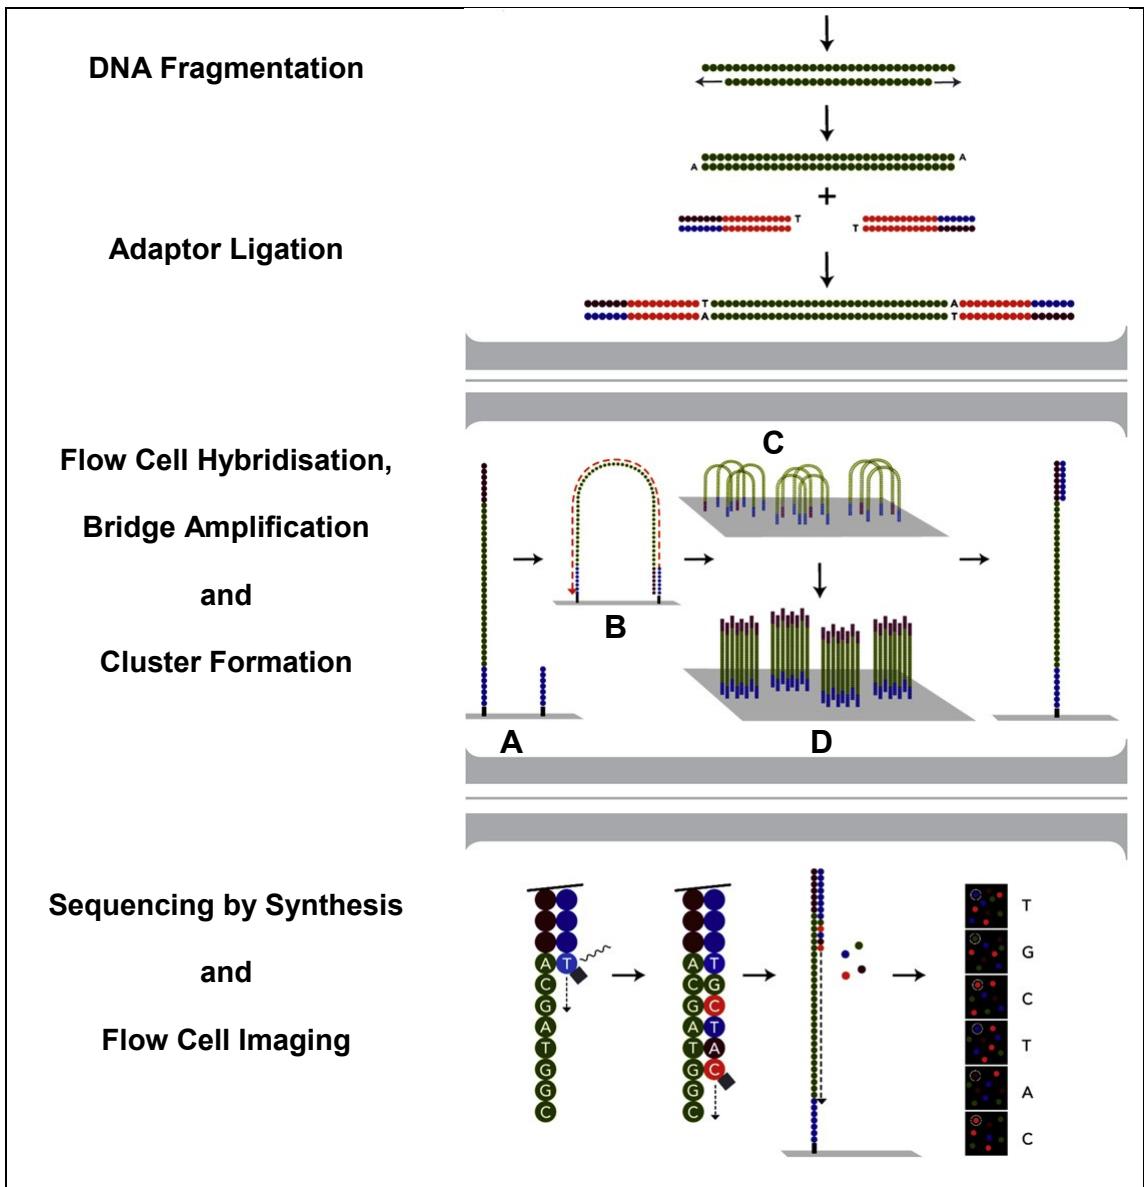 DNA Fragmentation
A
A
+
T
T
Adaptor Ligation
T A
A T
C
Flow Cell Hybridisation,
Bridge Amplification
and
Cluster Formation
B
A
D
Sequencing by Synthesis
and
Flow Cell Imaging
A T
C
G
A
T
G
G
C
A T
C G
G C
A T
T A
G C
G
C
T
G
C
T
A
C